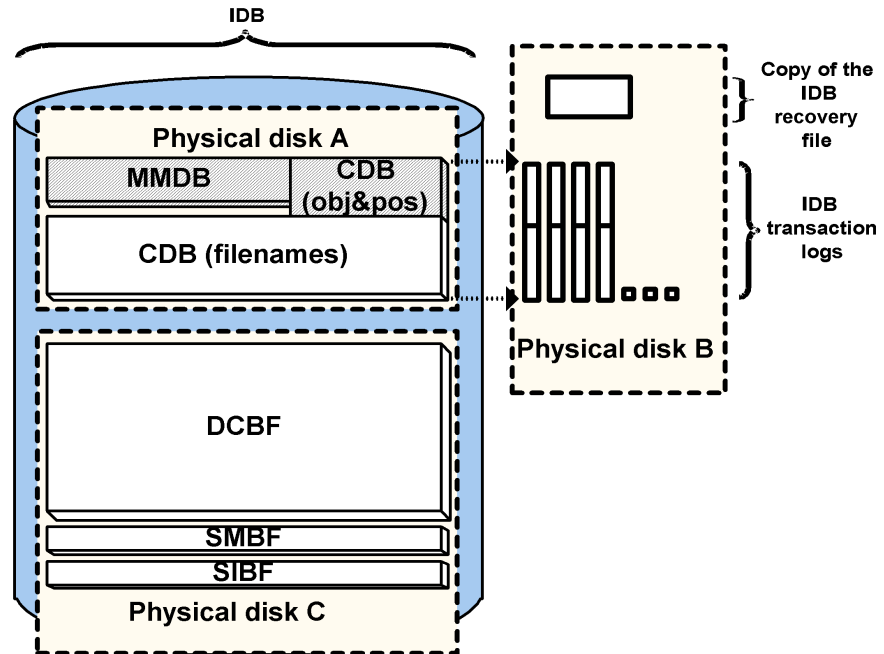 IDB
Physical disk A
MMDB
CDB
(obj&pos)
CDB (filenames)
DCBF
SMBF
SIBF
Physical disk C
Copy of the
IDB
recovery
file
IDB
transaction
logs
Physical disk B